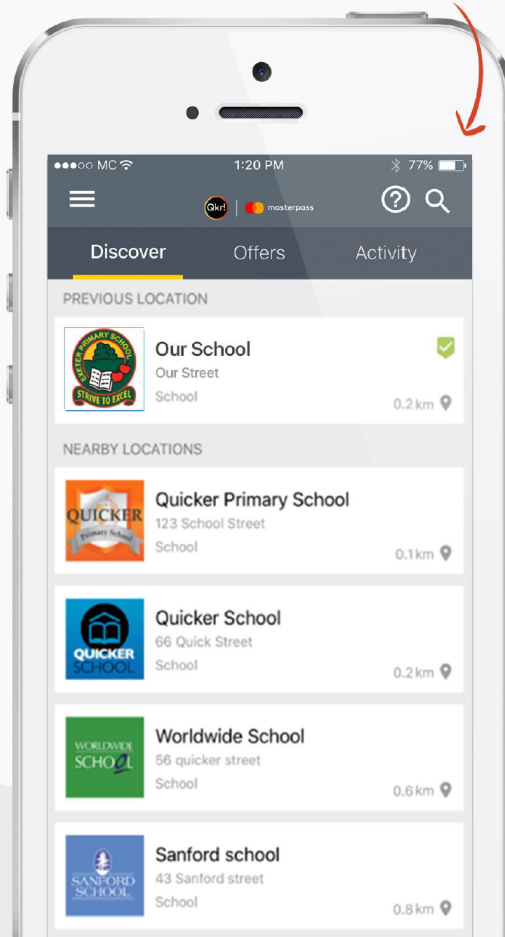 MC
1:20 PM
77%
Qkr!
masterpass
Discover
Offers
Activity
PREVIOUS LOCATION
EXETER PRIMARY SCHOOL
STRIVE TO EXCEL
Our School
Our Street
School
0.2 km
NEARBY LOCATIONS
QUICKER
Primary School
Quicker Primary School
123 School Street
School
0.1 km
QUICKER
SCHOOL
Quicker School
66 Quick Street
School
0.2 km
WORLDWIDE
SCHOOL
Worldwide School
56 quicker street
School
0.6 km
SANFORD
SCHOOL
Sanford school
43 Sanford street
School
0.8 km